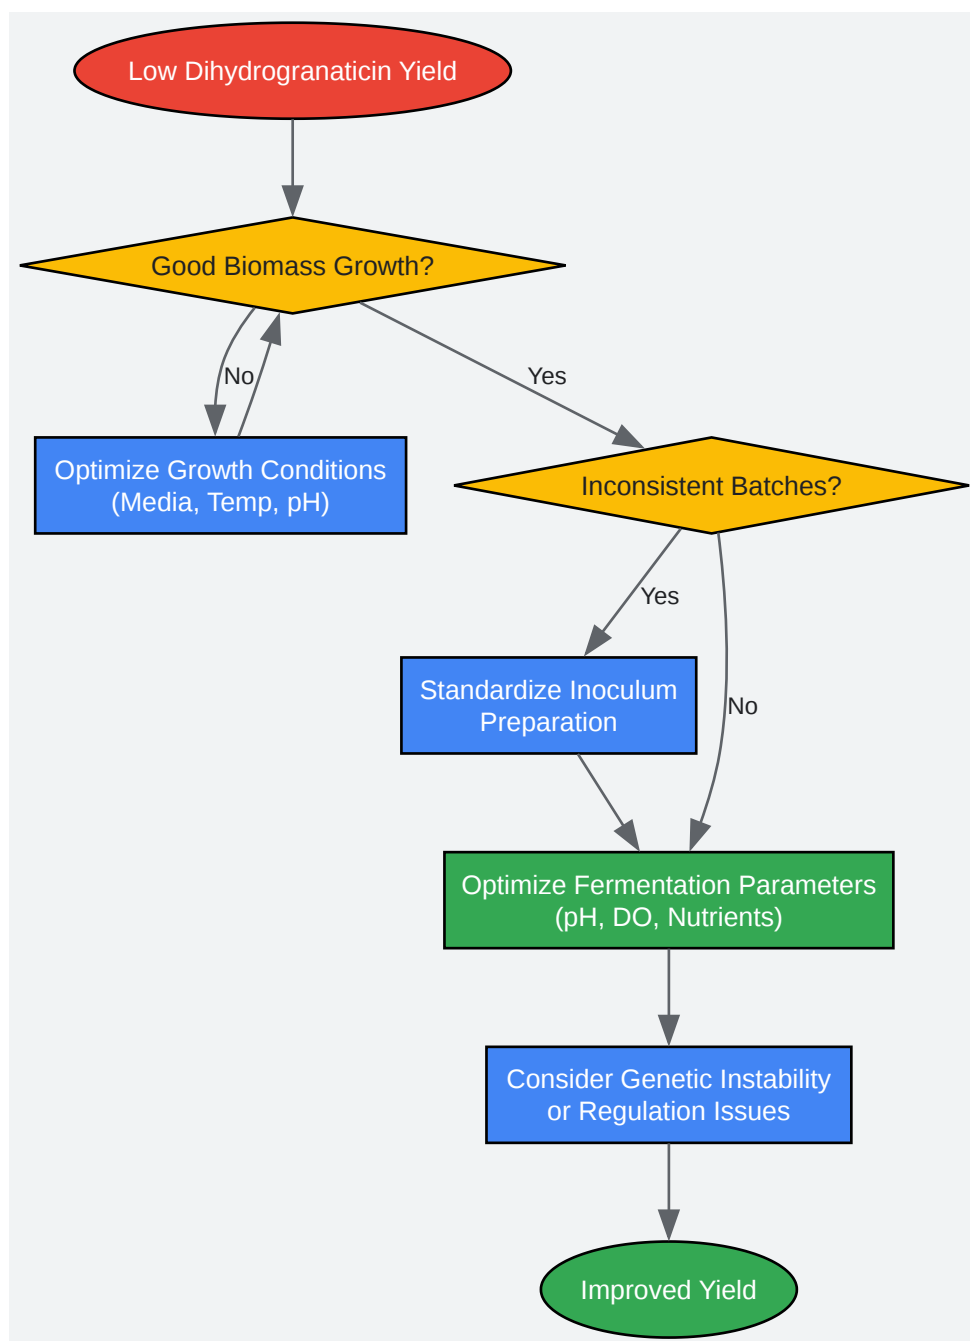 Low Dihydrogranaticin Yield
Good Biomass Growth?
No
Yes
Optimize Growth Conditions
(Media, Temp, pH)
Inconsistent Batches?
Yes
Standardize Inoculum
Preparation
No
Optimize Fermentation Parameters
(pH, DO, Nutrients)
Consider Genetic Instability
or Regulation Issues
Improved Yield